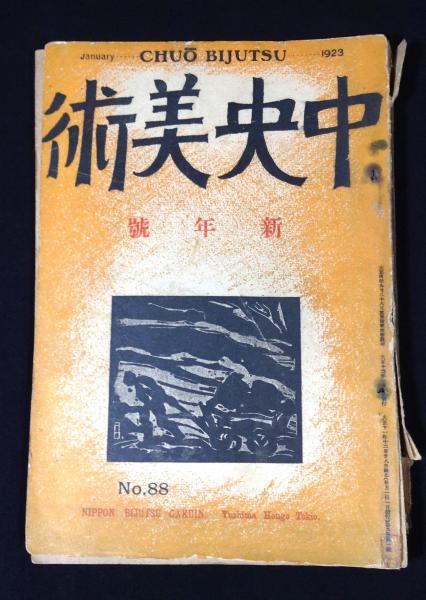 January CHUŌ BIJUTSU 1923
中央美術
新年號
No.88
NIPPON BIJUTSU GAKUIN. Yushima Hongo Tokio.